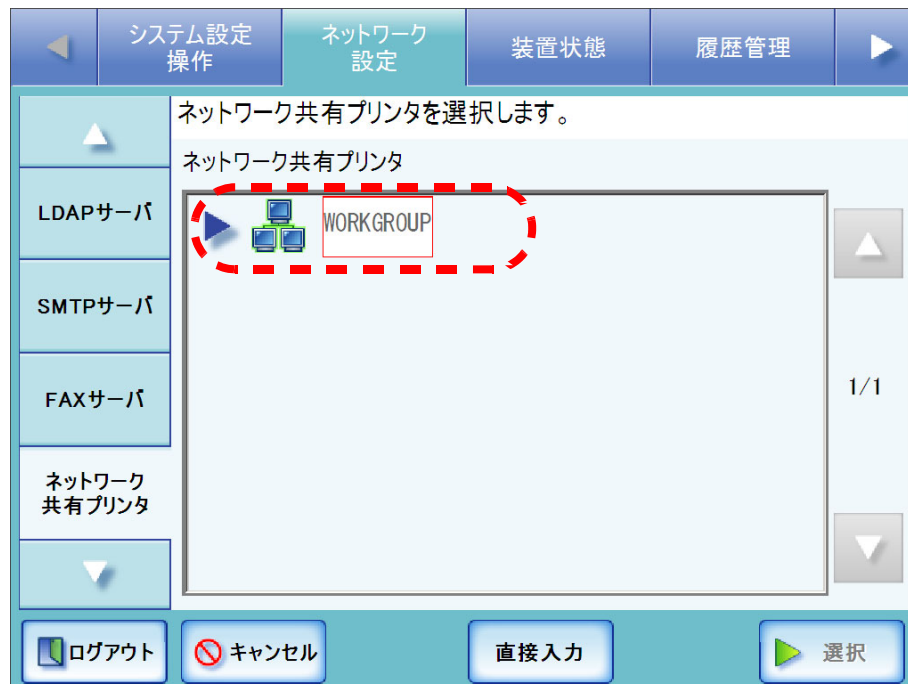 システム設定
操作
ネットワーク
設定
装置状態
履歴管理
ネットワーク共有プリンタを選択します。
ネットワーク共有プリンタ
WORKGROUP
LDAPサーバ
SMTPサーバ
FAXサーバ
ネットワーク
共有プリンタ
1/1
ログアウト
キャンセル
直接入力
選択